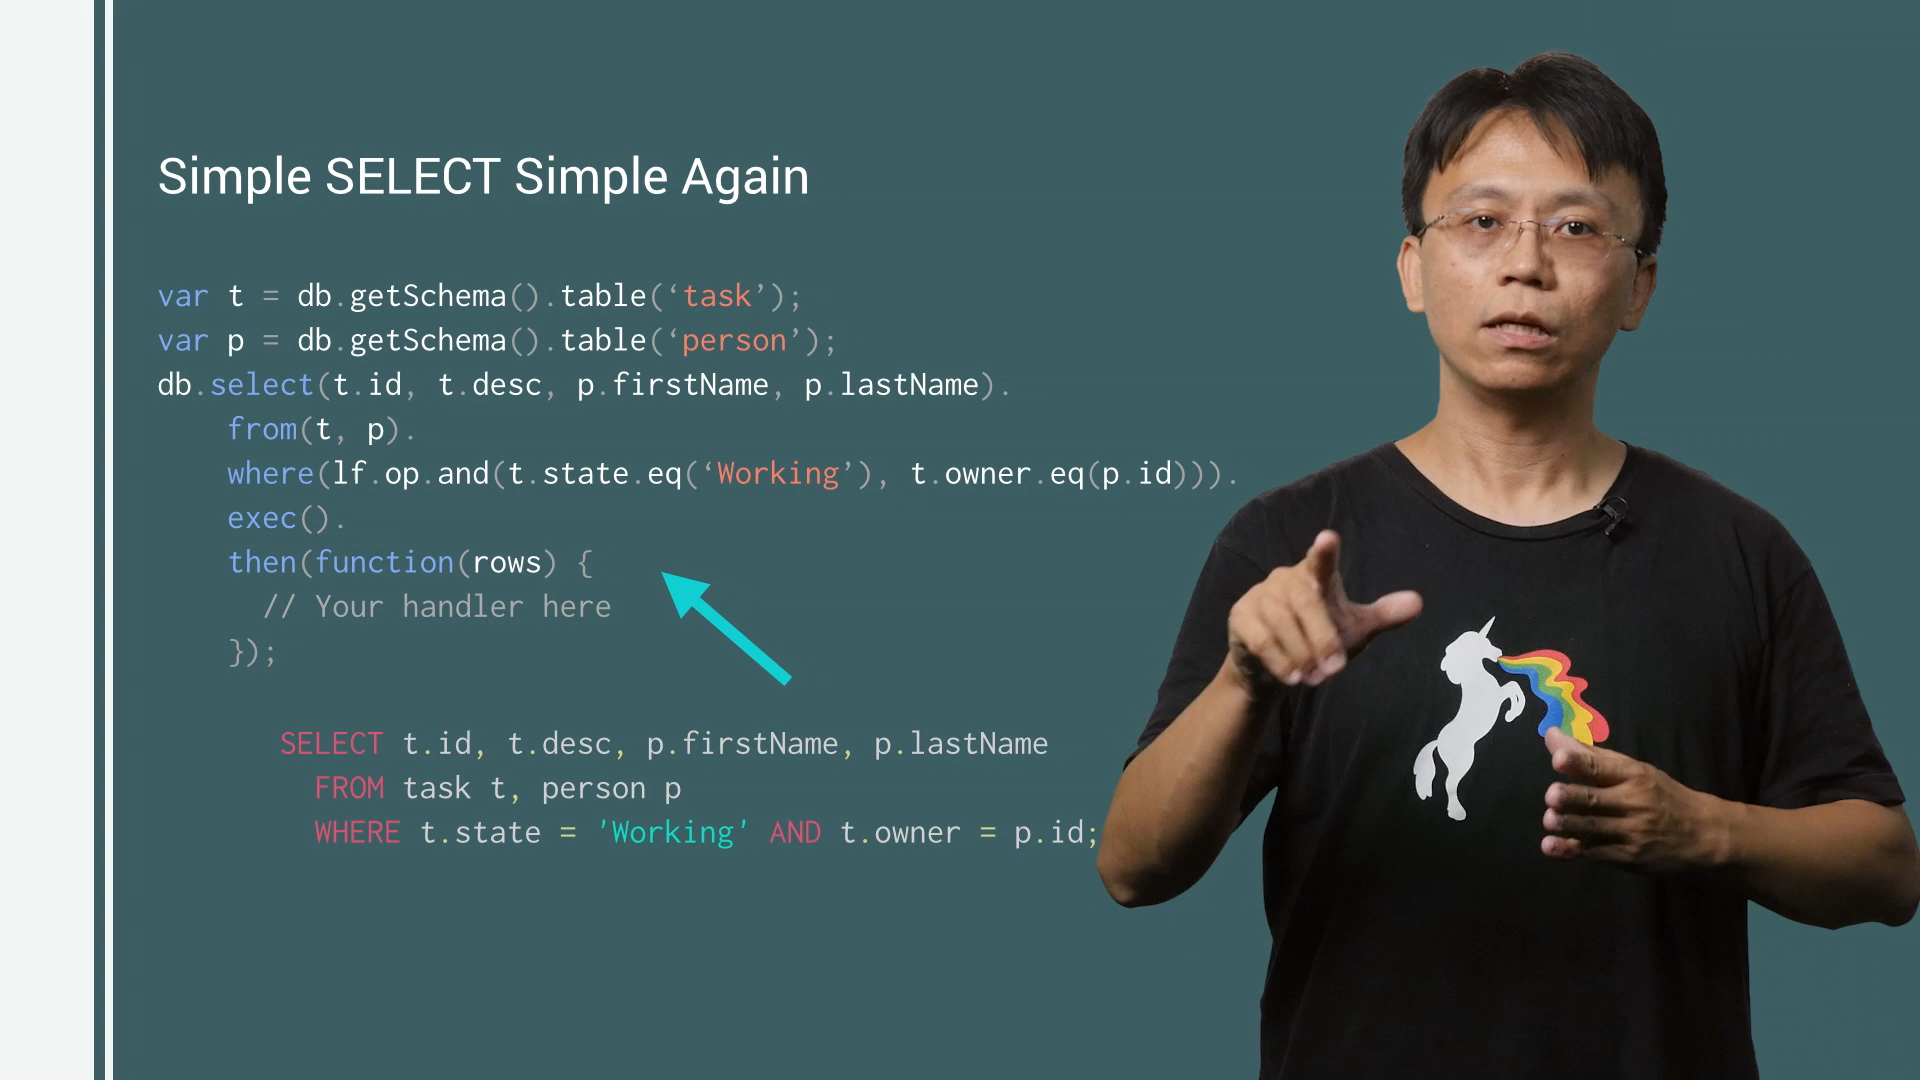 Simple SELECT Simple Again
var t = db.getSchema().table(‘task’);
var p = db.getSchema().table(‘person’);
db.select(t.id, t.desc, p.firstName, p.lastName).
from(t, p).
where(lf.op.and(t.state.eq(‘Working’), t.owner.eq(p.id))).
exec().
then(function(rows) {
// Your handler here
});
SELECT t.id, t.desc, p.firstName, p.lastName
FROM task t, person p
WHERE t.state = 'Working' AND t.owner = p.id;